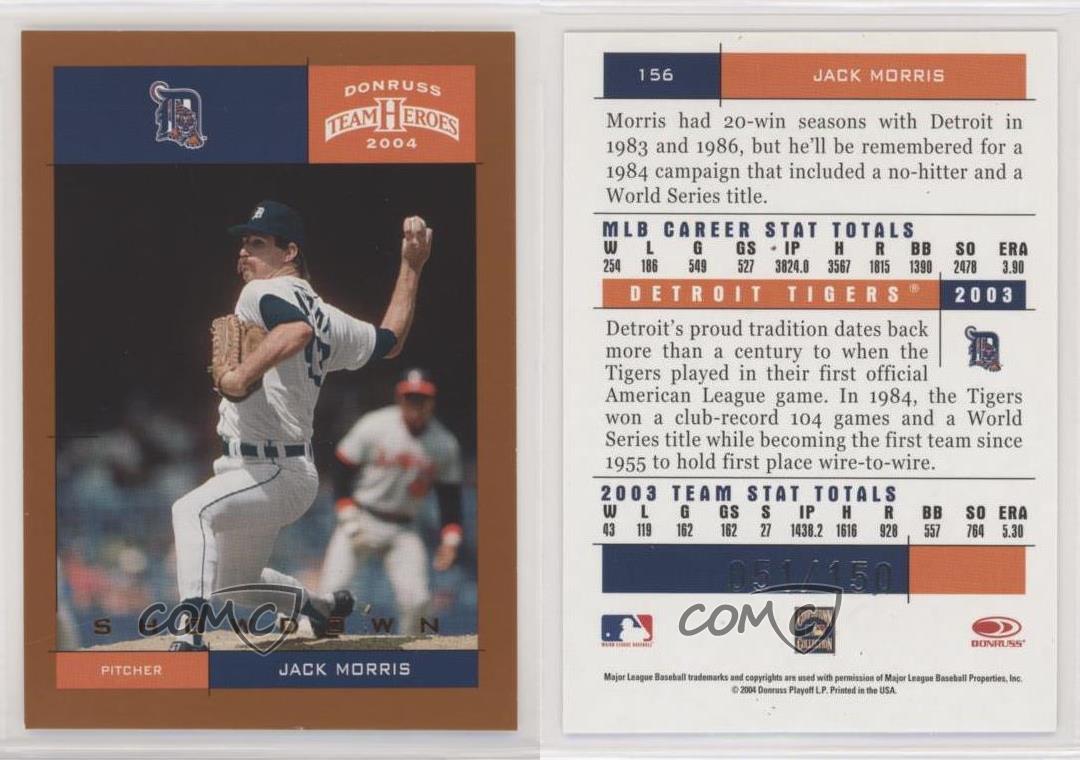 DONRUSS
TEAM HEROES
2004
SHOWDOWN
COMC
PITCHER
JACK MORRIS
156
JACK MORRIS
Morris had 20-win seasons with Detroit in
1983 and 1986, but he'll be remembered for a
1984 campaign that included a no-hitter and a
World Series title.
MLB CAREER STAT TOTALS
W L G GS IP H R BB SO ERA
254 186 549 527 3824.0 3567 1815 1390 2478 3.90
DETROIT TIGERS®
2003
Detroit's proud tradition dates back
more than a century to when the
Tigers played in their first official
American League game. In 1984, the Tigers
won a club-record 104 games and a World
Series title while becoming the first team since
1955 to hold first place wire-to-wire.
2003 TEAM STAT TOTALS
W L G GS S IP H R BB SO ERA
43 119 162 162 27 1438.2 1616 928 557 764 5.30
051/150
COMC
MAJOR LEAGUE BASEBALL
DONRUSS
Major League Baseball trademarks and copyrights are used with permission of Major League Baseball Properties, Inc.
© 2004 Donruss Playoff L.P. Printed in the USA.